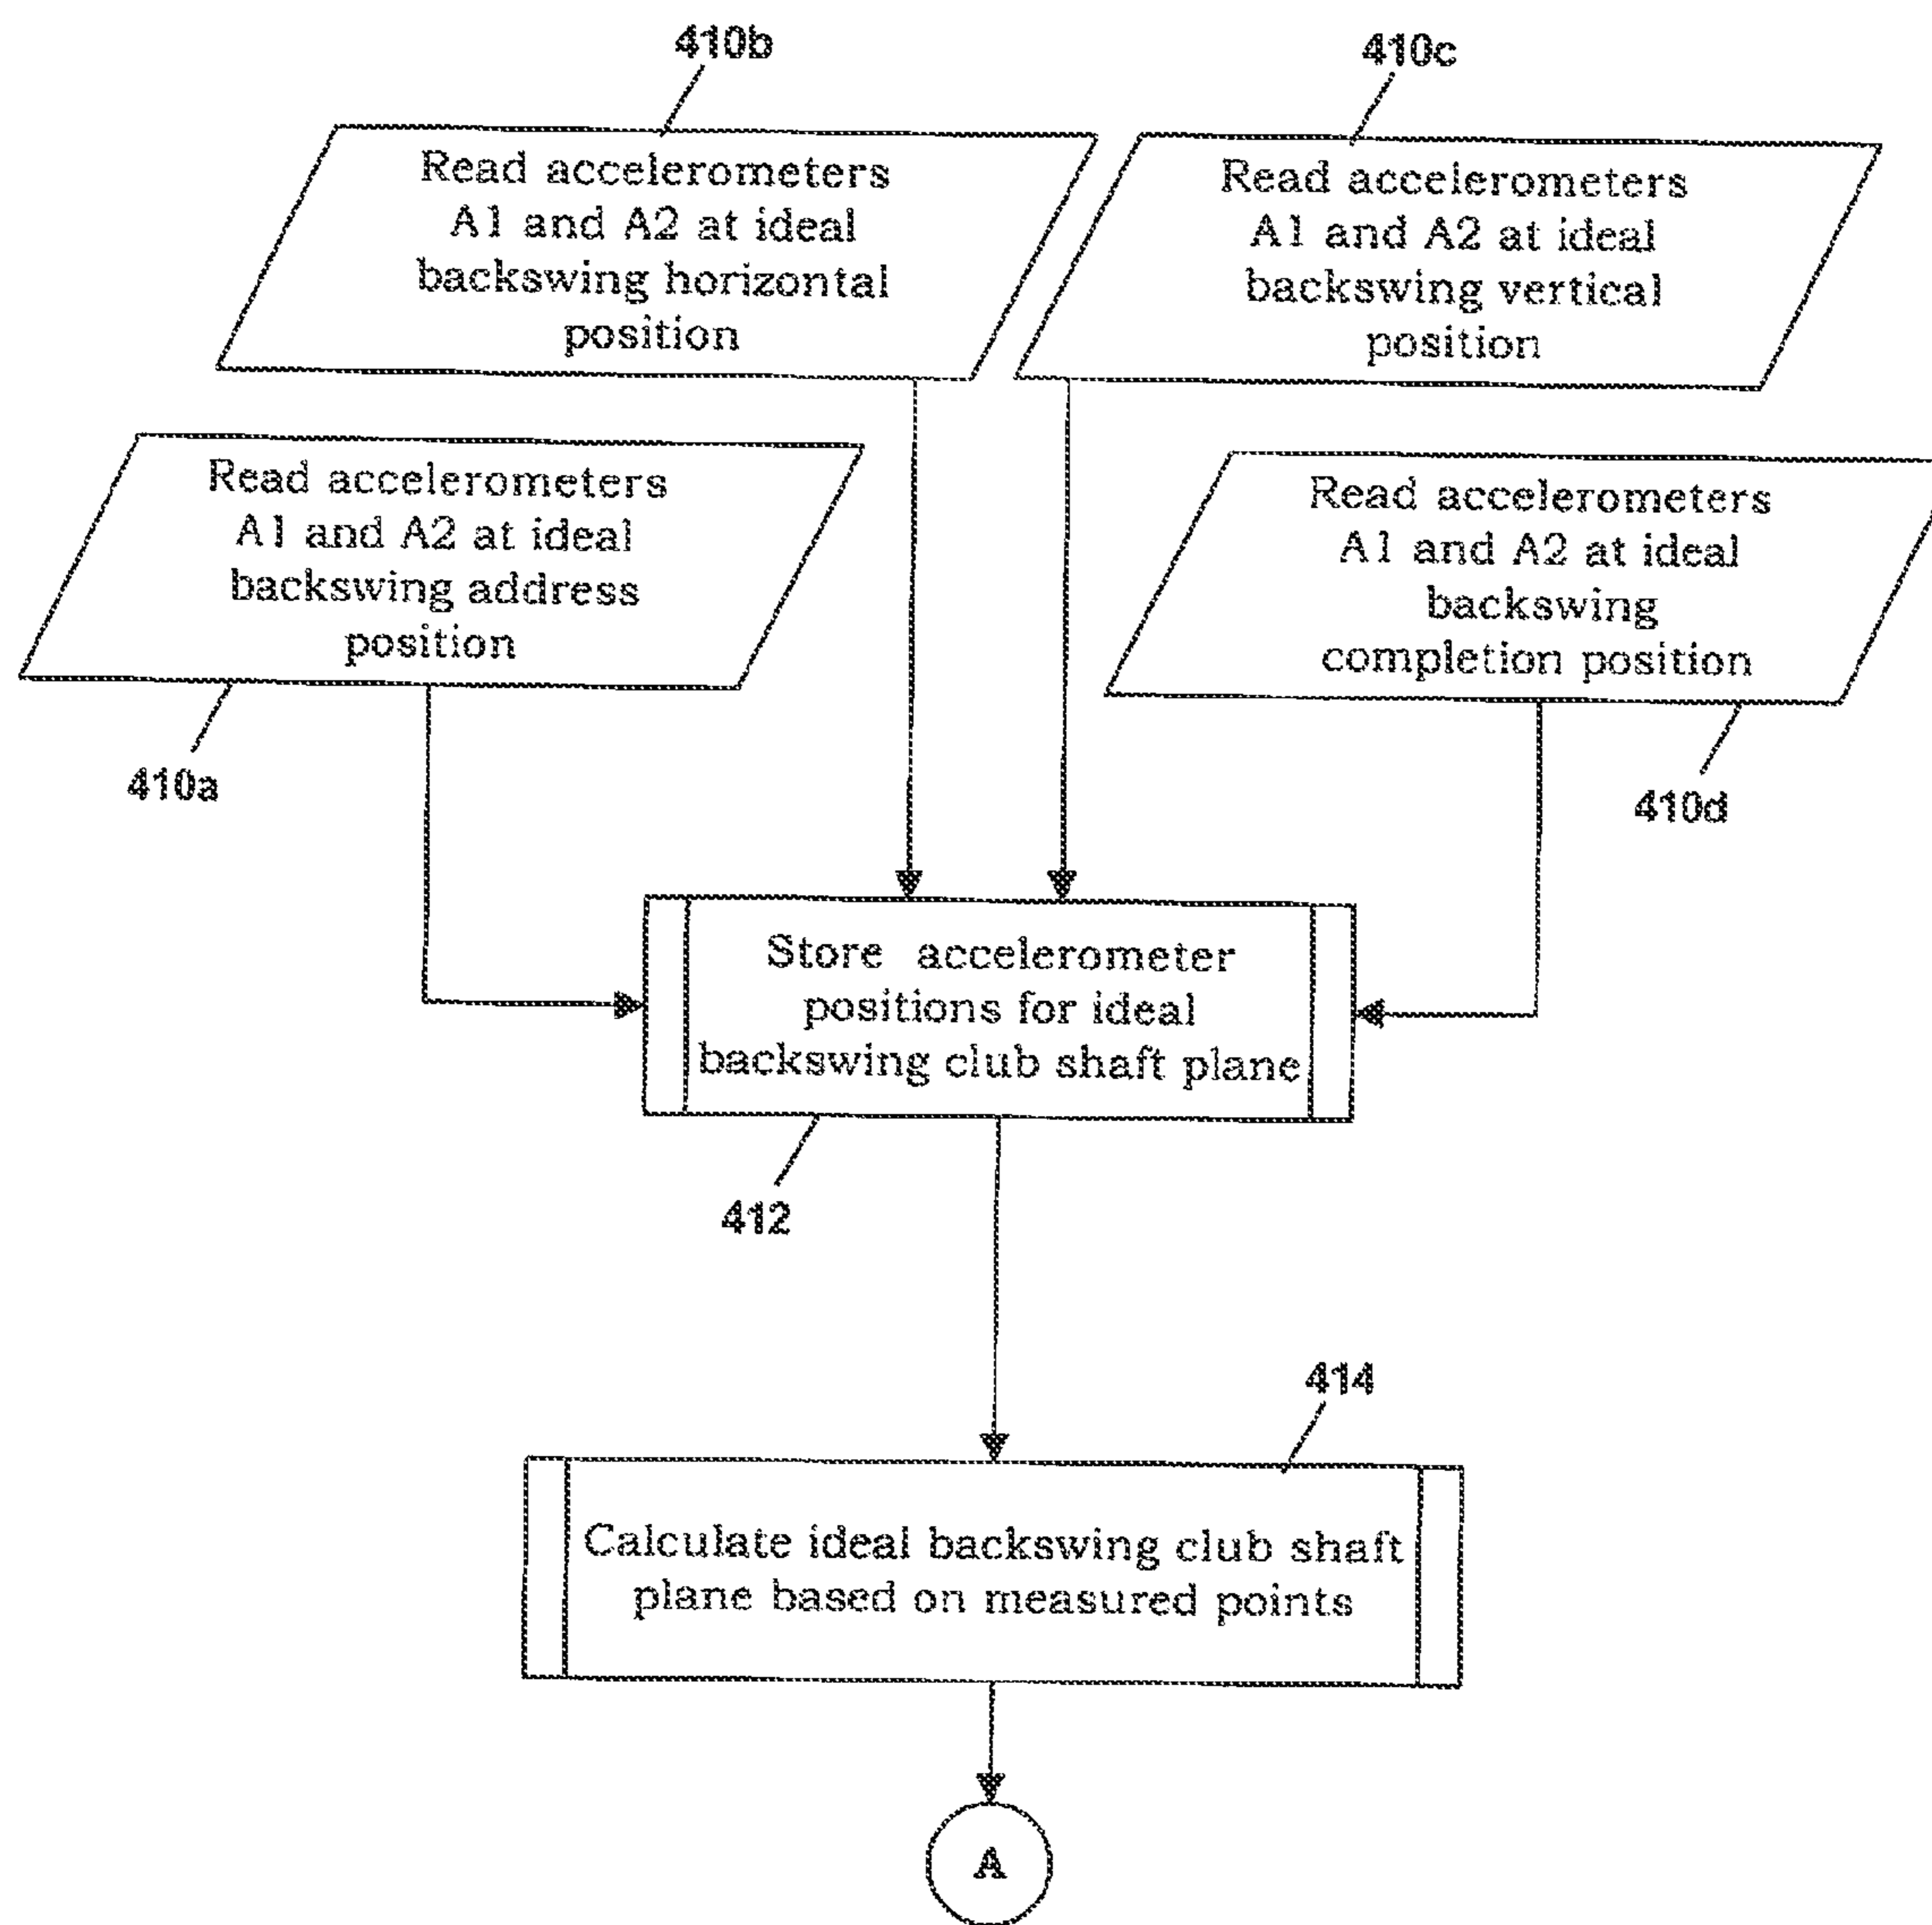 410b
410c
Read accelerometers
A1 and A2 at ideal
backswing horizontal
position
Read accelerometers
A1 and A2 at ideal
backswing vertical
position
Read accelerometers
A1 and A2 at ideal
backswing address
position
Read accelerometers
A1 and A2 at ideal
backswing
completion position
410a
410d
Store accelerometer
positions for ideal
backswing club shaft plane
412
414
Calculate ideal backswing club shaft
plane based on measured points
A